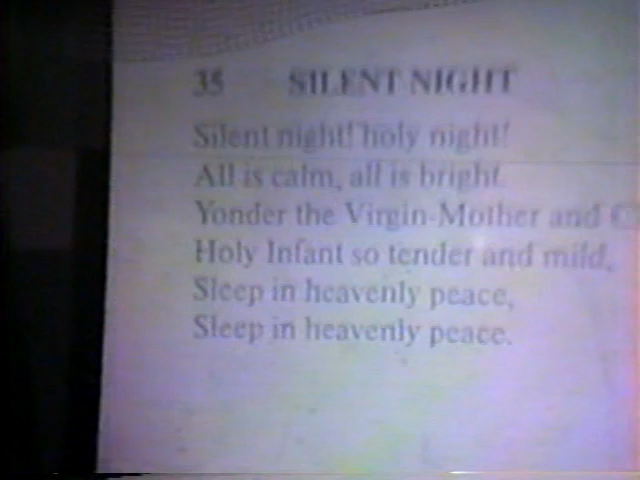 35 SILENT NIGHT
Silent night! holy night!
All is calm, all is bright
Yonder the Virgin-Mother and
Holy Infant so tender and mild,
Sleep in heavenly peace,
Sleep in heavenly peace.